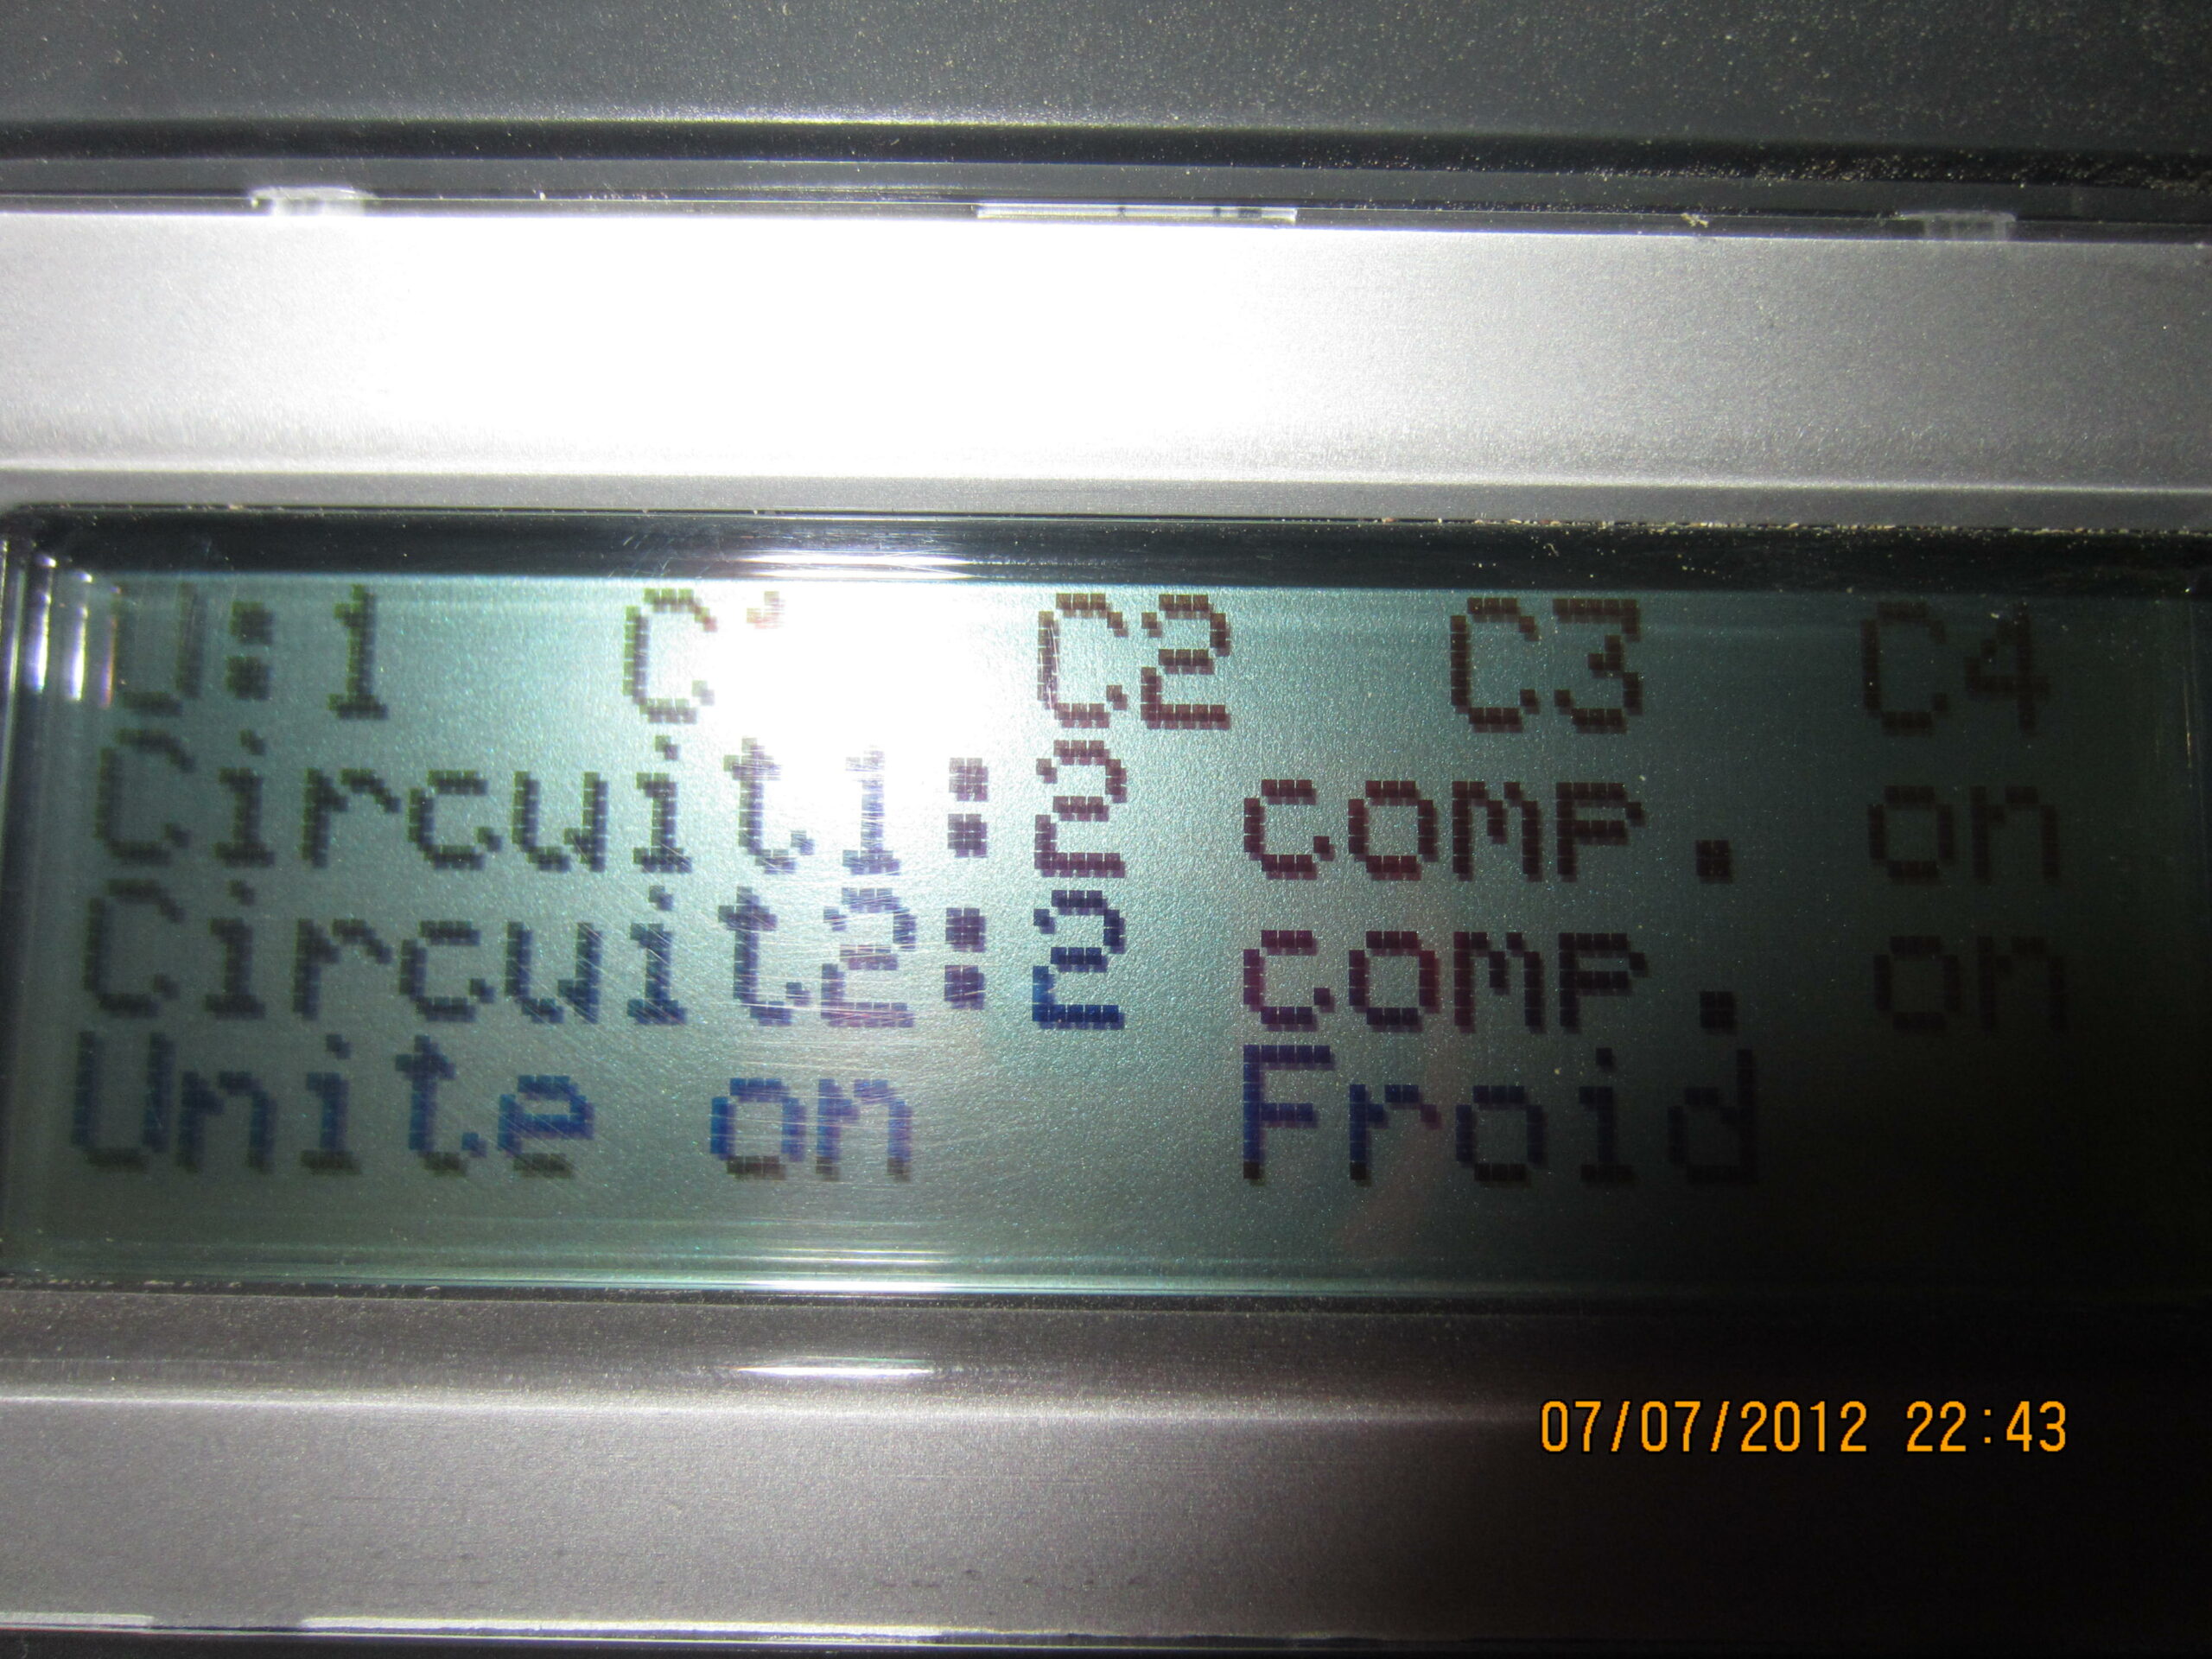 U:1 C1 C2 C3 C4
Circuit1:2 comp. on
Circuit2:2 comp. on
Unite on Froid
07/07/2012 22:43